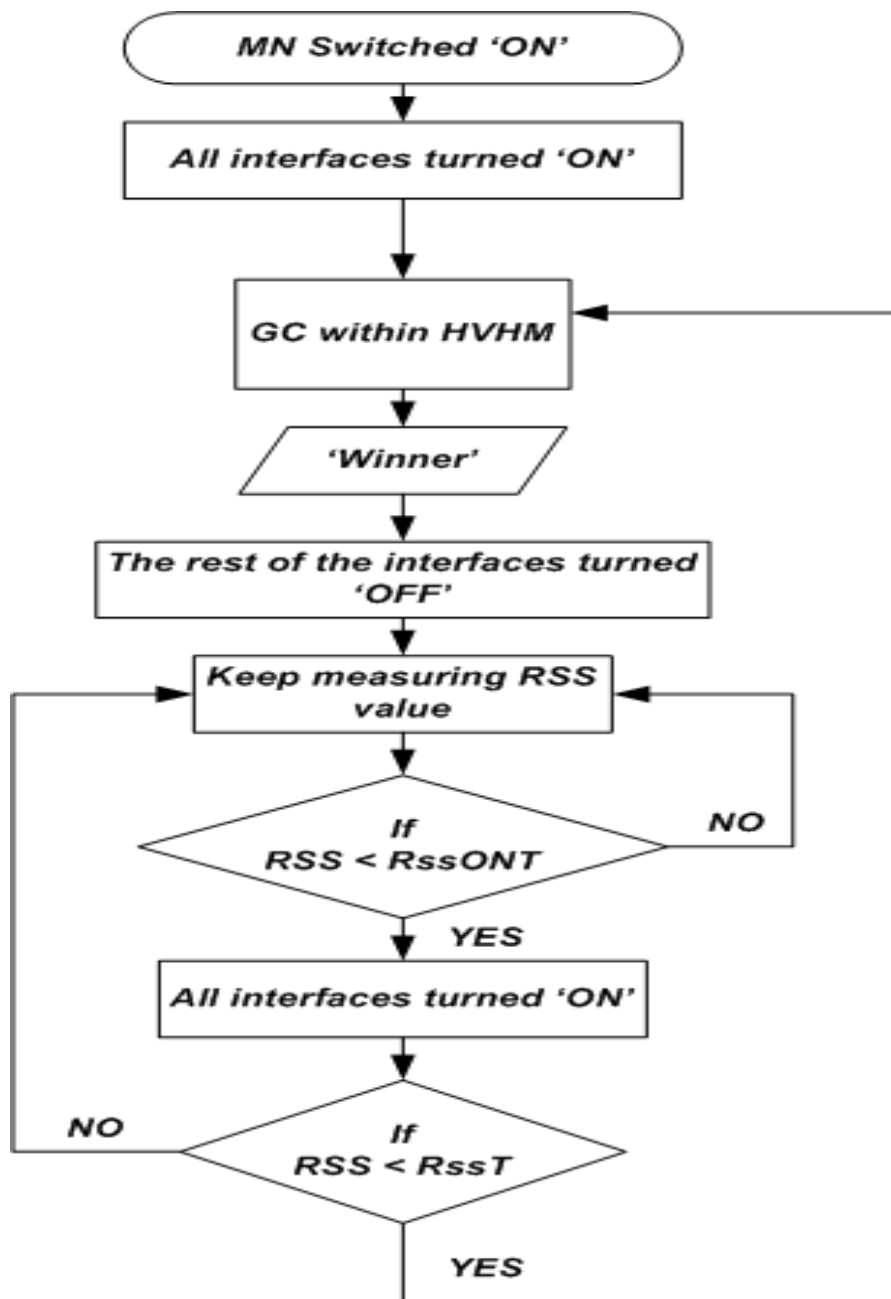 MN Switched ‘ON’
All interfaces turned ‘ON’
GC within HVHM
‘Winner’
The rest of the interfaces turned
‘OFF’
Keep measuring RSS
value
If
RSS < RssONT
NO
YES
All interfaces turned ‘ON’
NO
If
RSS < RssT
YES